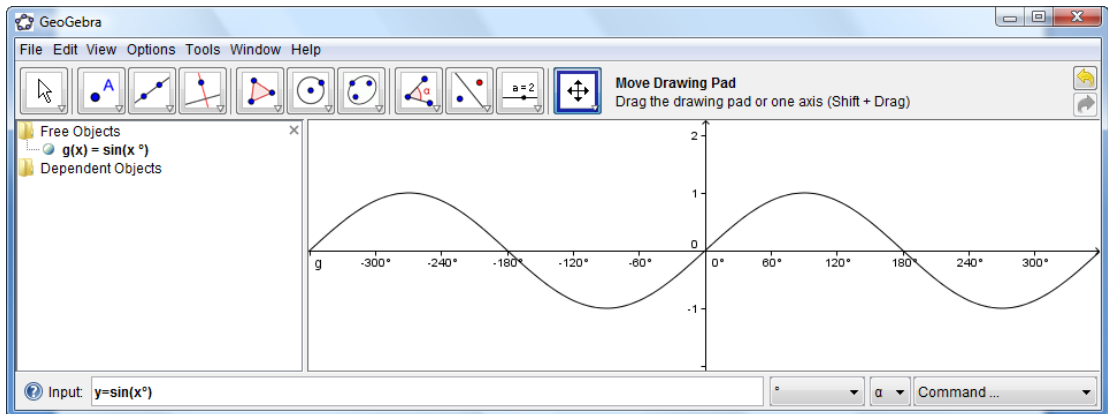 GeoGebra
File Edit View Options Tools Window Help
A
α
a=2
Move Drawing Pad
Drag the drawing pad or one axis (Shift + Drag)
Free Objects
g(x) = sin(x °)
Dependent Objects
2
1
0
-1
g
-300° -240° -180° -120° -60° 0° 60° 120° 180° 240° 300°
Input: y=sin(x°)
° α Command ...